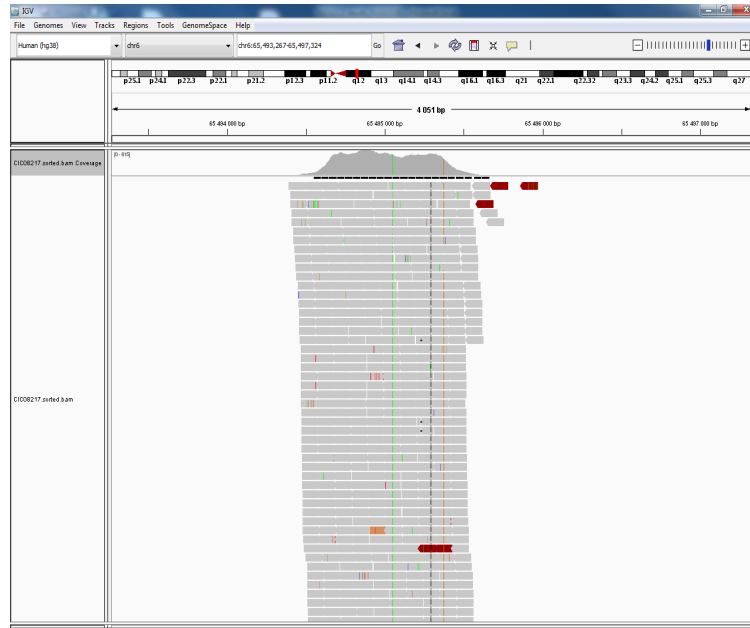 IGV
File Genomes View Tracks Regions Tools GenomeSpace Help
Human (hg38) chr6 chr6:65,493,267-65,497,324 Go
p25.1 p24.1 p22.3 p22.1 p21.2 p12.3 p11.2 q12 q13 q14.1 q14.3 q16.1 q16.3 q21 q22.1 q22.32 q23.3 q24.2 q25.1 q25.3 q27
4 051 bp
65 494 000 bp 65 495 000 bp 65 496 000 bp 65 497 000 bp
CIC08217.sorted.bam Coverage
[0 - 815]
CIC08217.sorted.bam